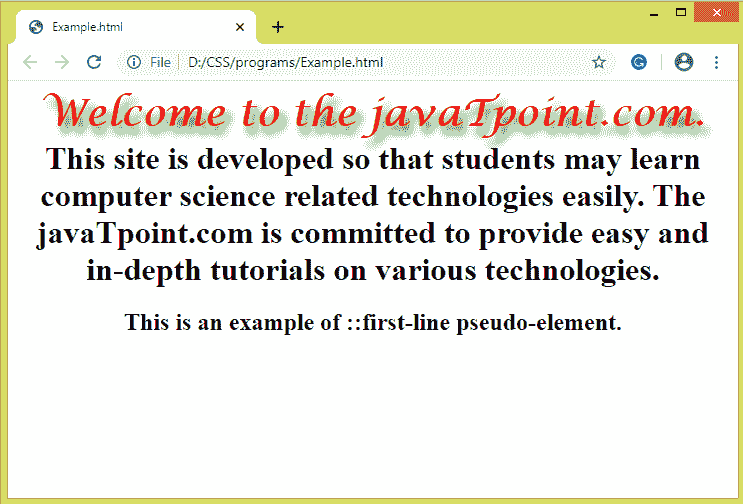 Example.html
File D:/CSS/programs/Example.html
Welcome to the javaTpoint.com.
This site is developed so that students may learn
computer science related technologies easily. The
javaTpoint.com is committed to provide easy and
in-depth tutorials on various technologies.
This is an example of ::first-line pseudo-element.